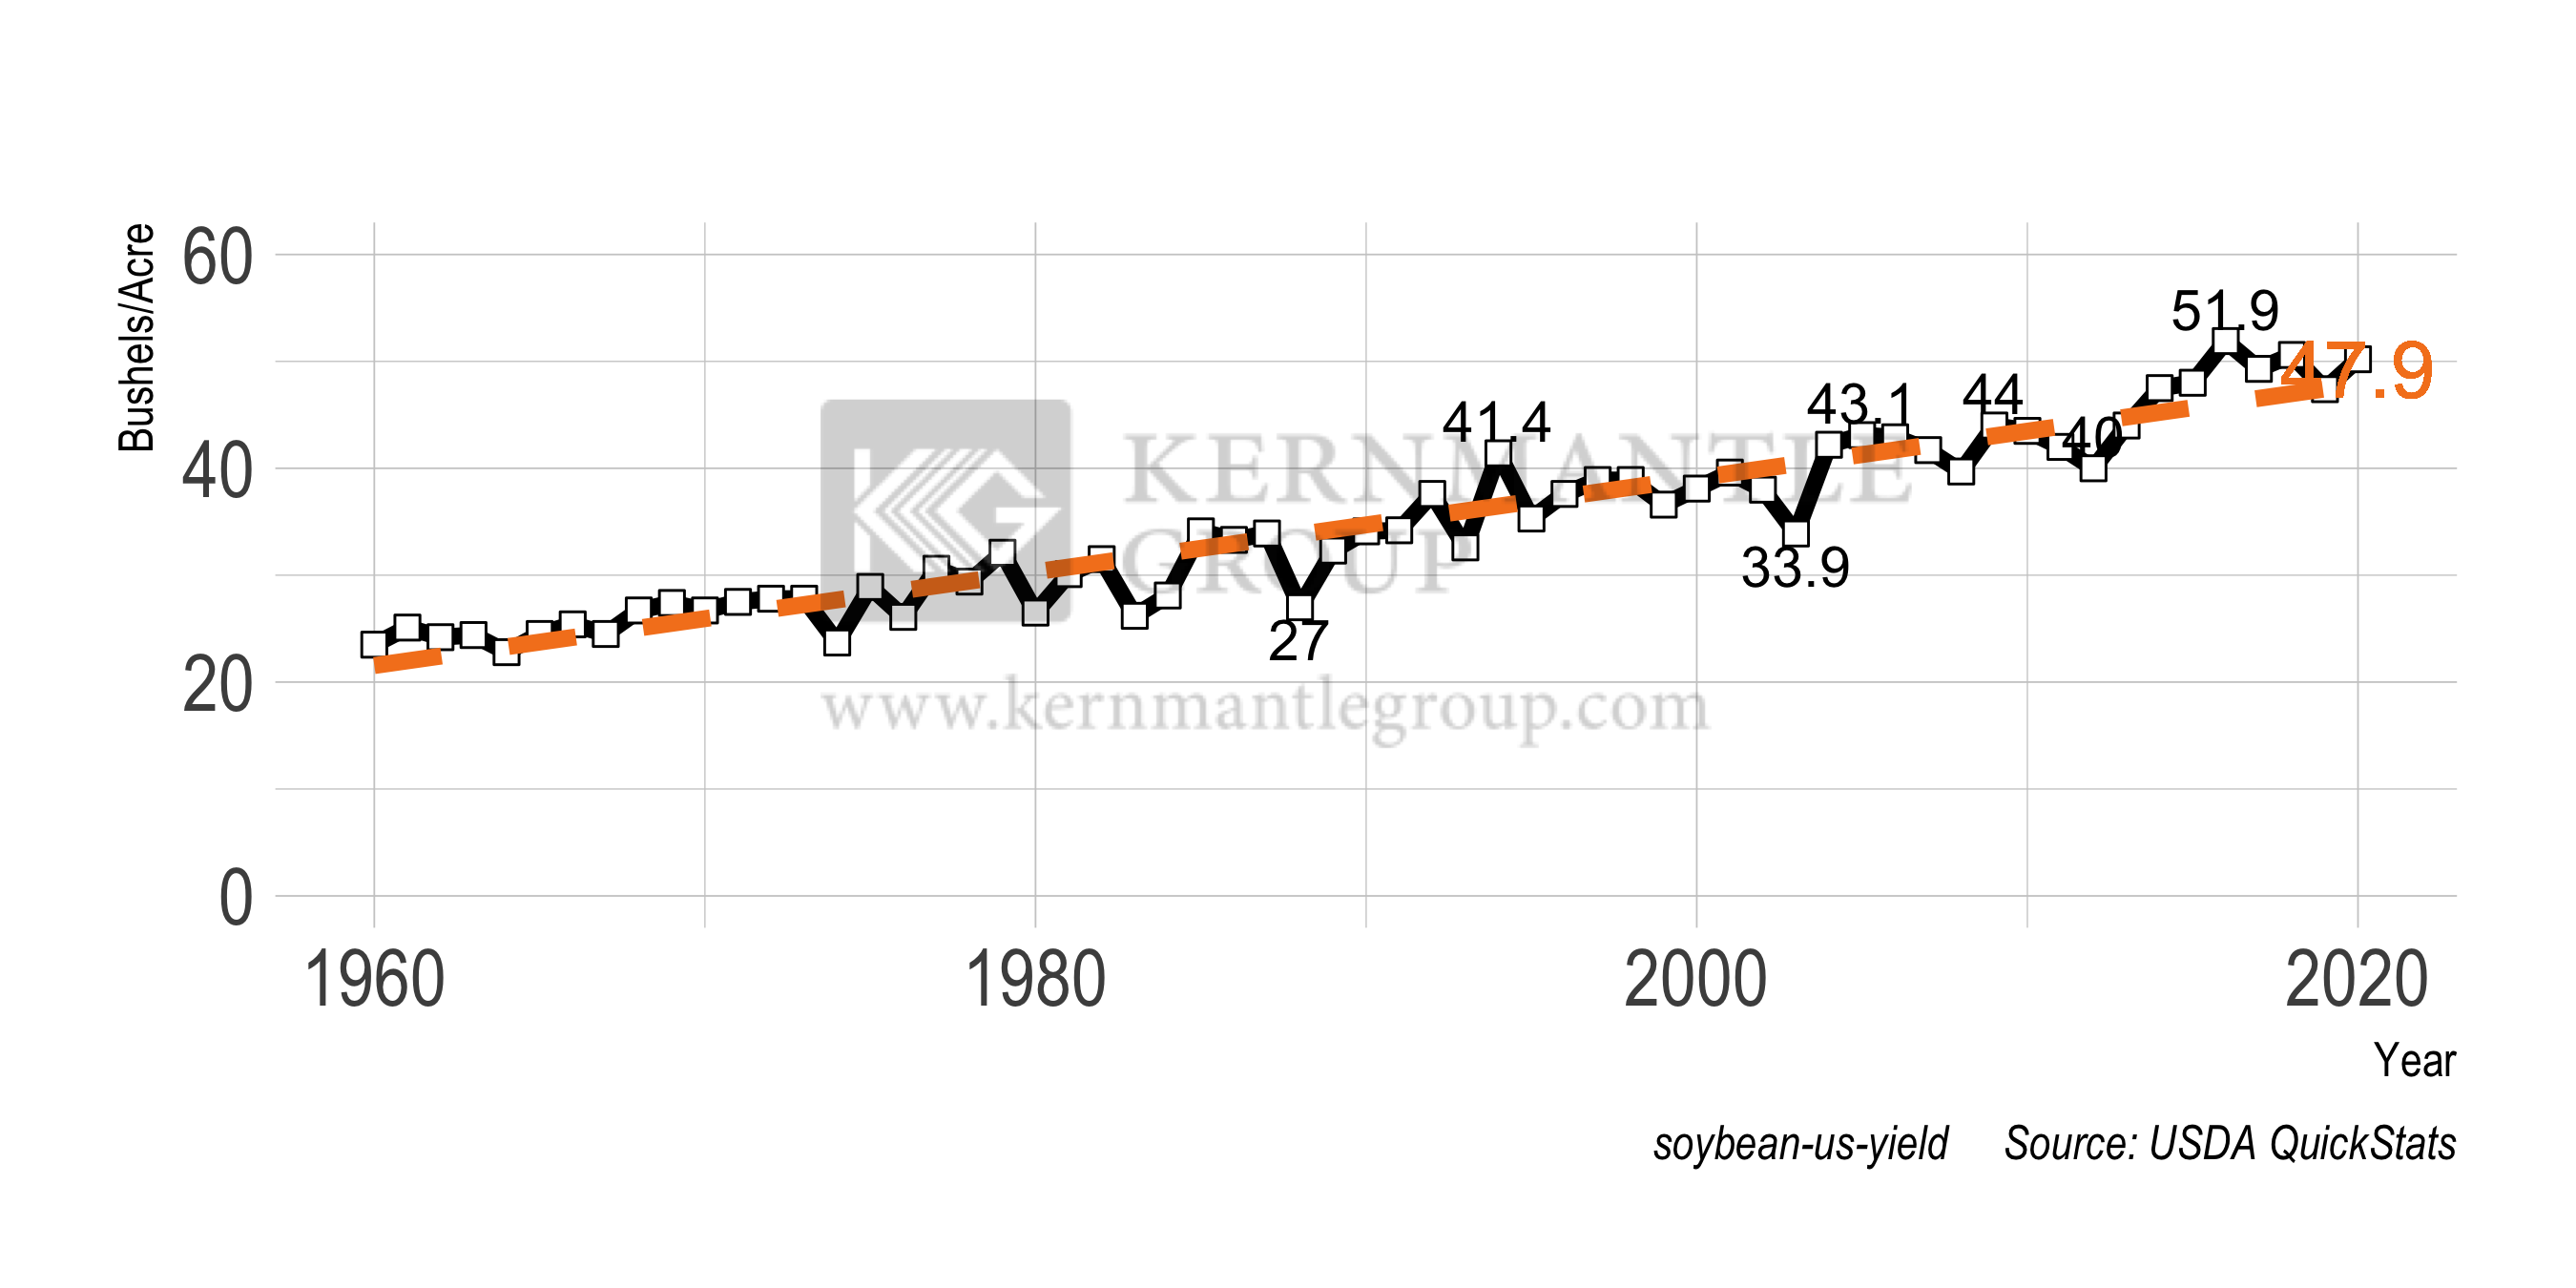 Bushels/Acre
60
40
20
0
51.9
47.9
41.4
43.1
44
40
33.9
27
KERNMANTLE
GROUP
www.kernmantlegroup.com
1960
1980
2000
2020
Year
soybean-us-yield Source: USDA QuickStats